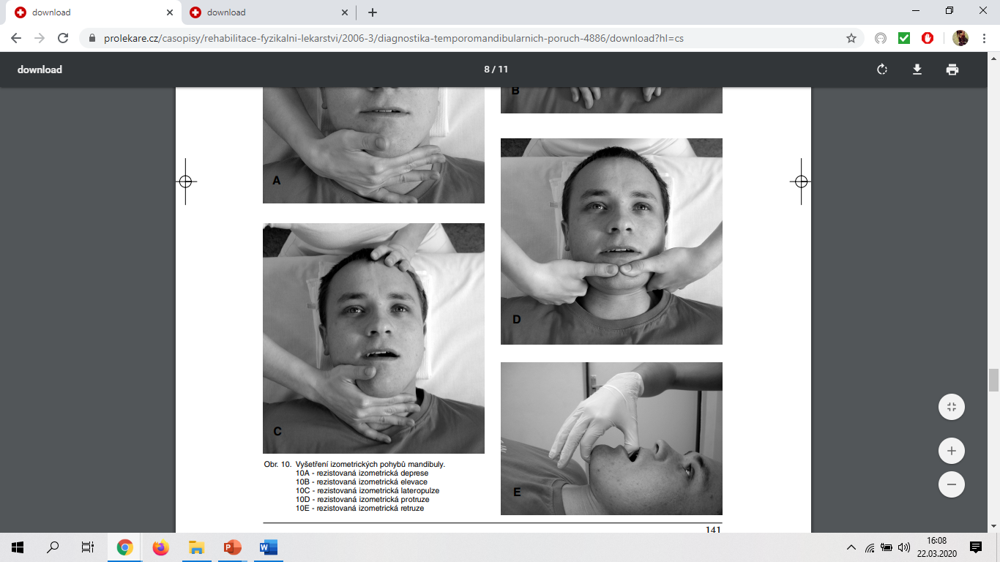 download
download
prolekare.cz/casopisy/rehabilitace-fyzikalni-lekarstvi/2006-3/diagnostika-temporomandibularnich-poruch-4886/download?hl=cs
download
8 / 11
A
B
C
D
E
Obr. 10. Vyšetření izometrických pohybů mandibuly.
10A - rezistovaná izometrická deprese
10B - rezistovaná izometrická elevace
10C - rezistovaná izometrická lateropulze
10D - rezistovaná izometrická protruze
10E - rezistovaná izometrická retruze
141
16:08
22.03.2020